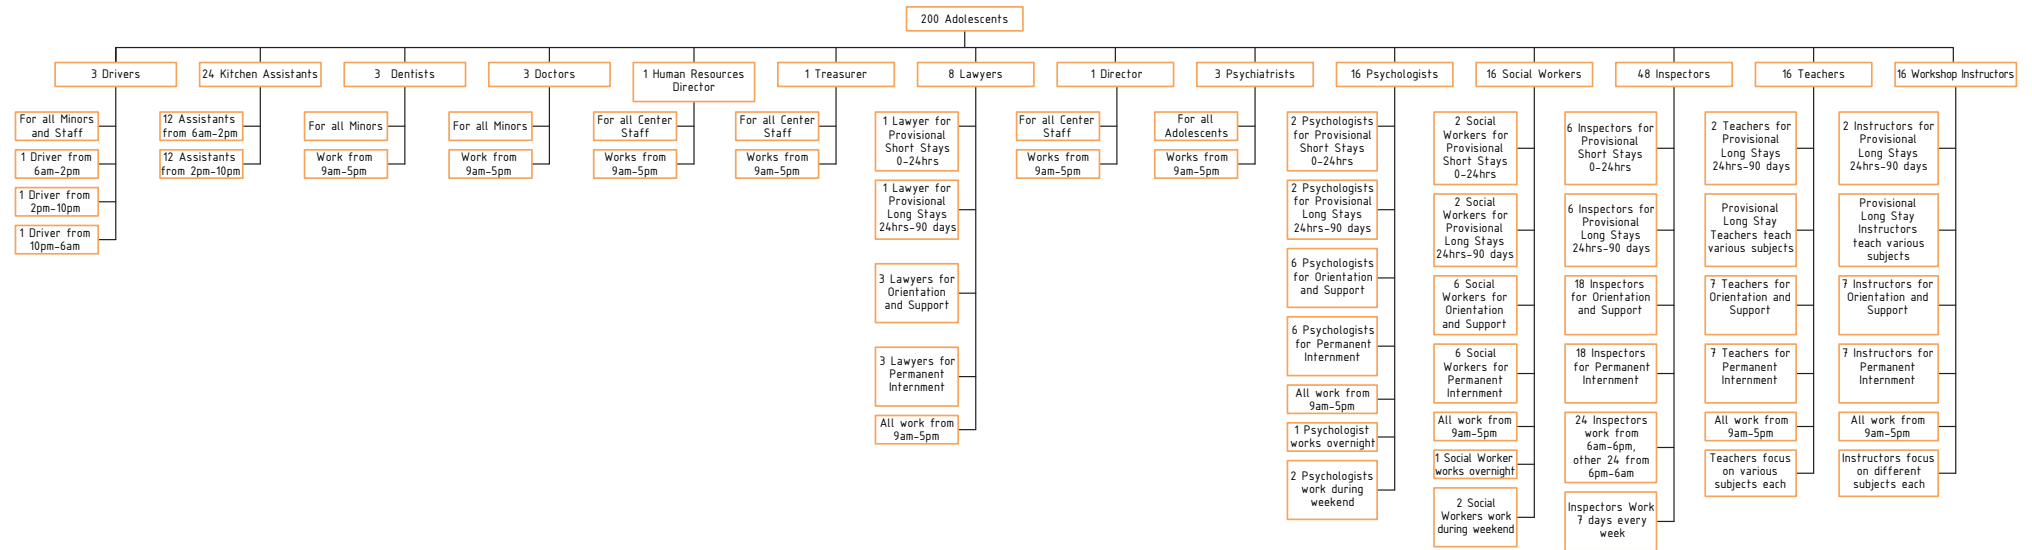 200 Adolescents
3 Drivers
For all Minors
and Staff
1 Driver from
6am-2pm
1 Driver from
2pm-10pm
1 Driver from
10pm-6am
24 Kitchen Assistants
12 Assistants
from 6am-2pm
12 Assistants
from 2pm-10pm
3 Dentists
For all Minors
Work from
9am-5pm
3 Doctors
For all Minors
Work from
9am-5pm
1 Human Resources
Director
For all Center
Staff
Works from
9am-5pm
1 Treasurer
For all Center
Staff
Works from
9am-5pm
8 Lawyers
1 Lawyer for
Provisional
Short Stays
0-24hrs
1 Lawyer for
Provisional
Long Stays
24hrs-90 days
3 Lawyers for
Orientation
and Support
3 Lawyers for
Permanent
Internment
All work from
9am-5pm
1 Director
For all Center
Staff
Works from
9am-5pm
3 Psychiatrists
For all
Adolescents
Works from
9am-5pm
16 Psychologists
2 Psychologists
for Provisional
Short Stays
0-24hrs
2 Psychologists
for Provisional
Long Stays
24hrs-90 days
6 Psychologists
for Orientation
and Support
6 Psychologists
for Permanent
Internment
All work from
9am-5pm
1 Psychologist
works overnight
2 Psychologists
work during
weekend
16 Social Workers
2 Social
Workers for
Provisional
Short Stays
0-24hrs
2 Social
Workers for
Provisional
Long Stays
24hrs-90 days
6 Social
Workers for
Orientation
and Support
6 Social
Workers for
Permanent
Internment
All work from
9am-5pm
1 Social Worker
works overnight
2 Social
Workers work
during weekend
48 Inspectors
6 Inspectors for
Provisional
Short Stays
0-24hrs
6 Inspectors for
Provisional
Long Stays
24hrs-90 days
18 Inspectors
for Orientation
and Support
18 Inspectors
for Permanent
Internment
24 Inspectors
work from
6am-6pm,
other 24 from
6pm-6am
Inspectors Work
7 days every
week
16 Teachers
2 Teachers for
Provisional
Long Stays
24hrs-90 days
Provisional
Long Stay
Teachers teach
various subjects
7 Teachers for
Orientation and
Support
7 Teachers for
Permanent
Internment
All work from
9am-5pm
Teachers focus
on various
subjects each
16 Workshop Instructors
2 Instructors for
Provisional
Long Stays
24hrs-90 days
Provisional
Long Stay
Instructors
teach various
subjects
7 Instructors for
Orientation and
Support
7 Instructors for
Permanent
Internment
All work from
9am-5pm
Instructors focus
on different
subjects each